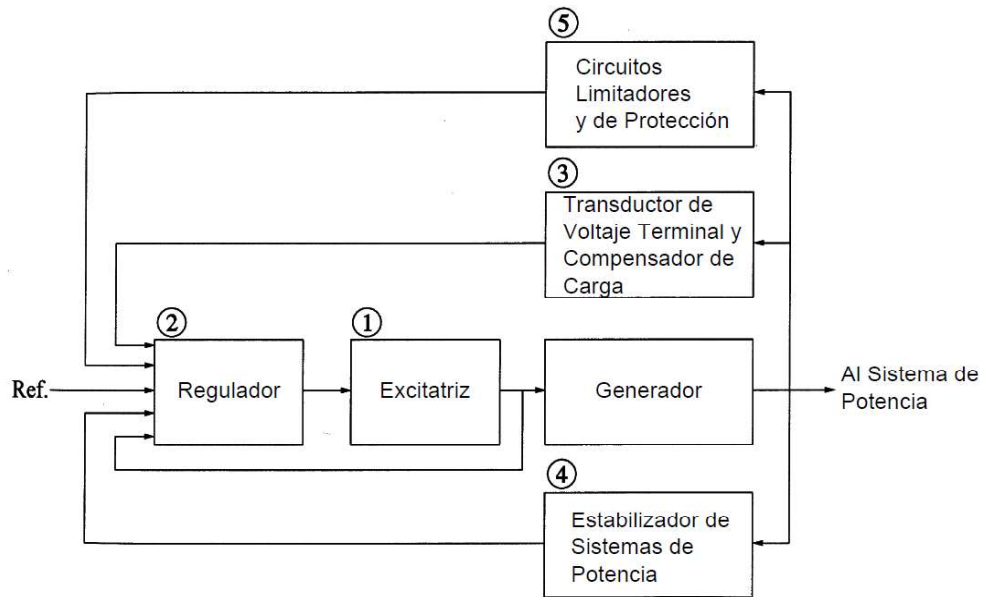 ⑤
Circuitos
Limitadores
y de Protección
③
Transductor de
Voltaje Terminal y
Compensador de
Carga
②
①
Ref.
Regulador
Excitatriz
Generador
Al Sistema de
Potencia
④
Estabilizador de
Sistemas de
Potencia